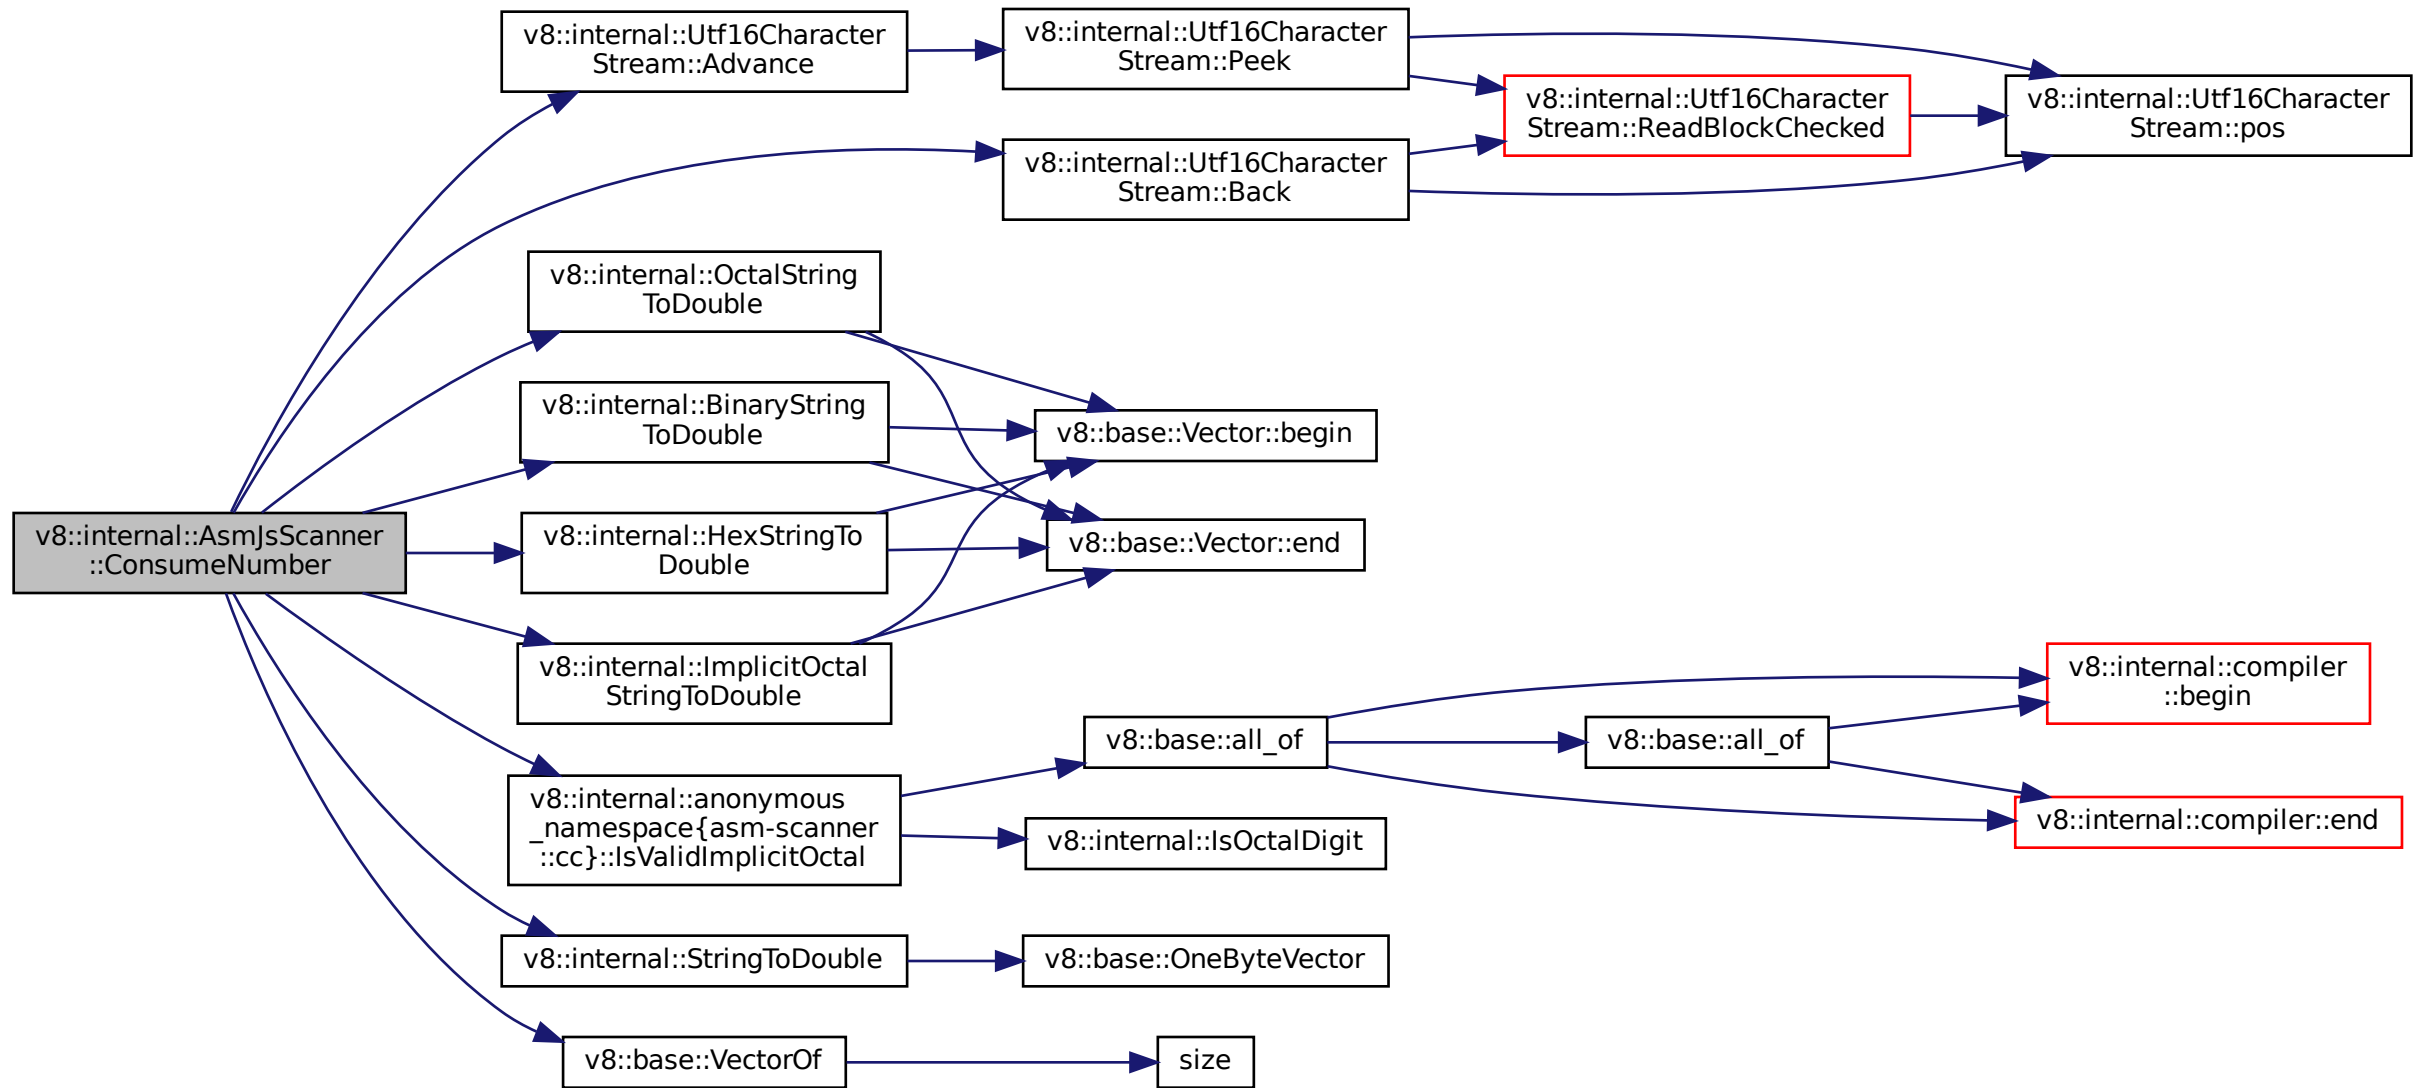 v8::internal::AsmJsScanner
::ConsumeNumber
v8::internal::Utf16Character
Stream::Advance
v8::internal::Utf16Character
Stream::Peek
v8::internal::Utf16Character
Stream::ReadBlockChecked
v8::internal::Utf16Character
Stream::pos
v8::internal::Utf16Character
Stream::Back
v8::internal::OctalString
ToDouble
v8::internal::BinaryString
ToDouble
v8::base::Vector::begin
v8::internal::HexStringTo
Double
v8::base::Vector::end
v8::internal::ImplicitOctal
StringToDouble
v8::internal::anonymous
_namespace{asm-scanner
::cc}::IsValidImplicitOctal
v8::base::all_of
v8::base::all_of
v8::internal::compiler
::begin
v8::internal::compiler::end
v8::internal::IsOctalDigit
v8::internal::StringToDouble
v8::base::OneByteVector
v8::base::VectorOf
size